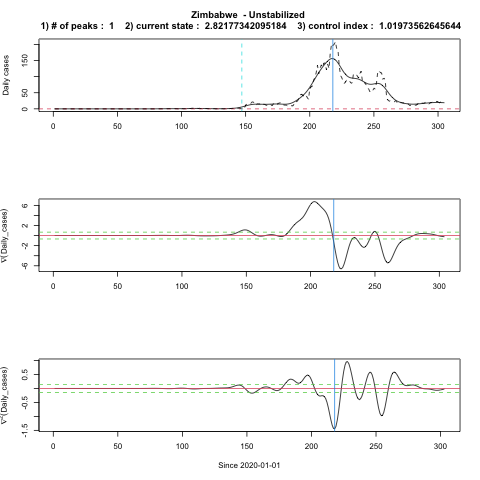 Zimbabwe - Unstabilized
1) # of peaks : 1 2) current state : 2.82177342095184 3) control index : 1.01973562645644
Daily cases
0 50 150
0 50 100 150 200 250 300
∇(Daily_cases)
-6 -2 2 6
0 50 100 150 200 250 300
∇²(Daily_cases)
-1.5 -0.5 0.5
0 50 100 150 200 250 300
Since 2020-01-01